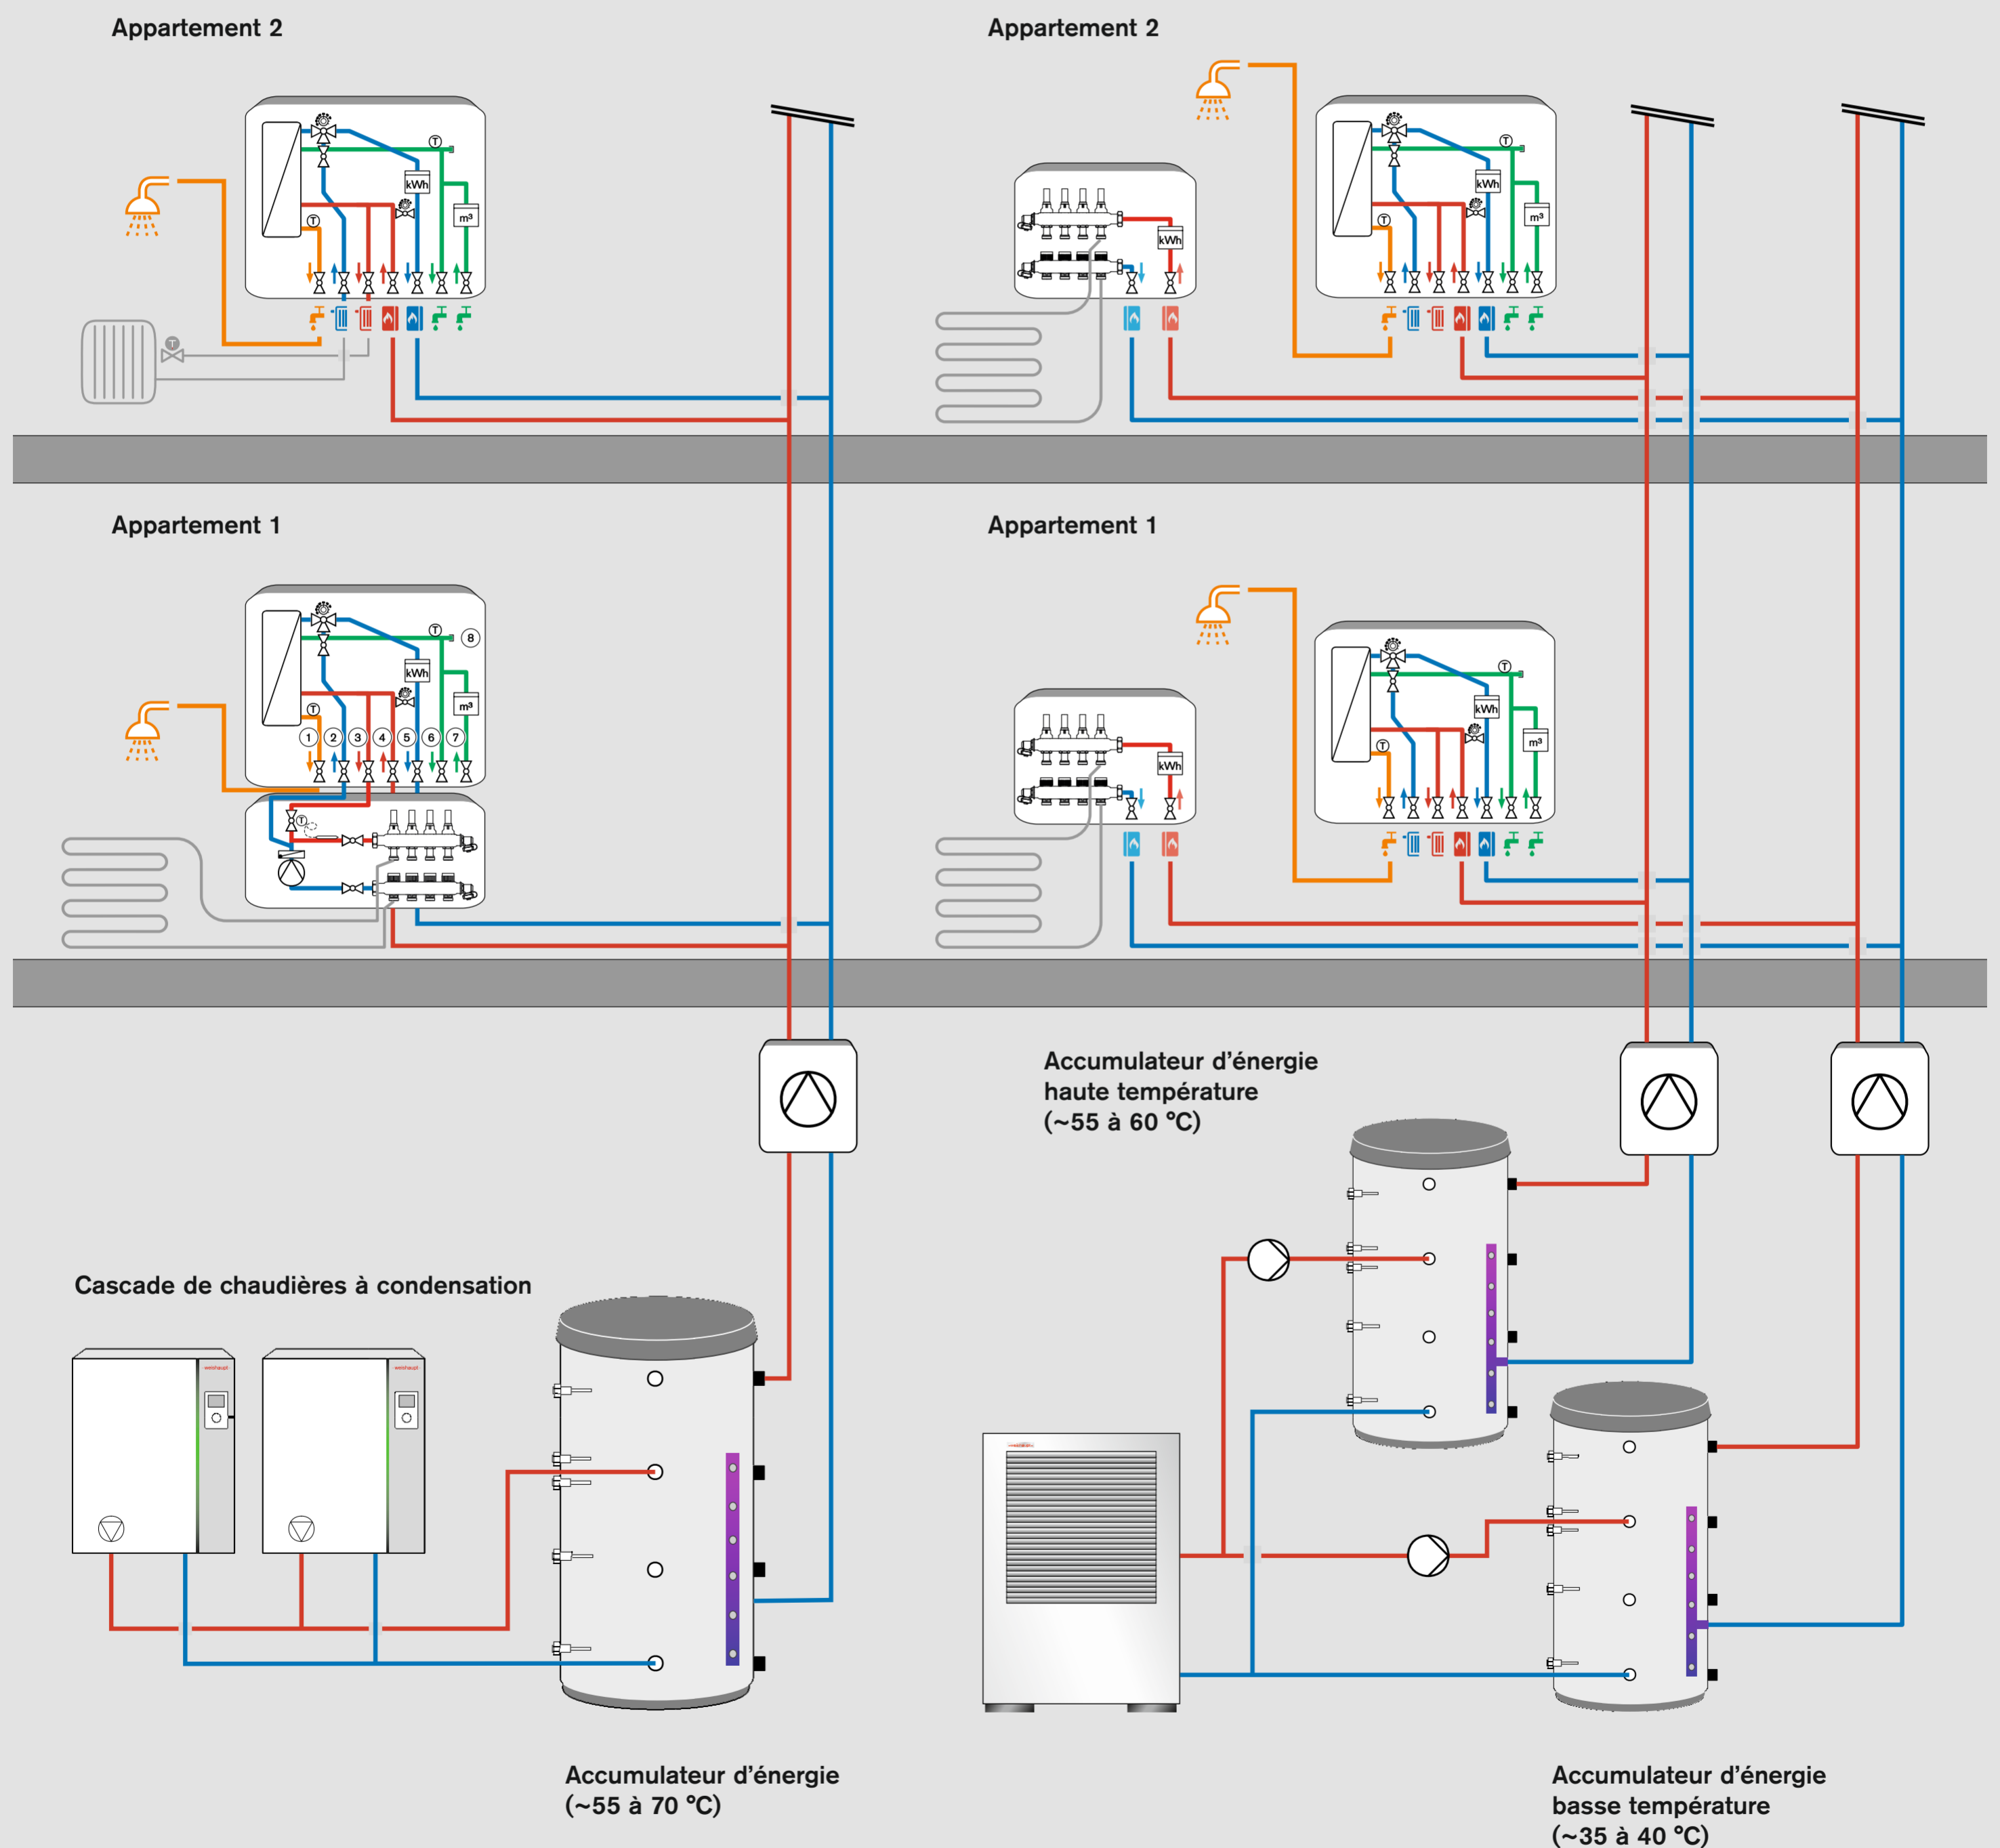 Appartement 2
Appartement 2
T
kWh
m³
T
T
kWh
m³
T
kWh
T
Appartement 1
Appartement 1
T
8
kWh
m³
T
1
2
3
4
5
6
7
T
T
kWh
m³
T
kWh
Accumulateur d’énergie
haute température
(~55 à 60 °C)
Cascade de chaudières à condensation
Accumulateur d’énergie
(~55 à 70 °C)
Accumulateur d’énergie
basse température
(~35 à 40 °C)